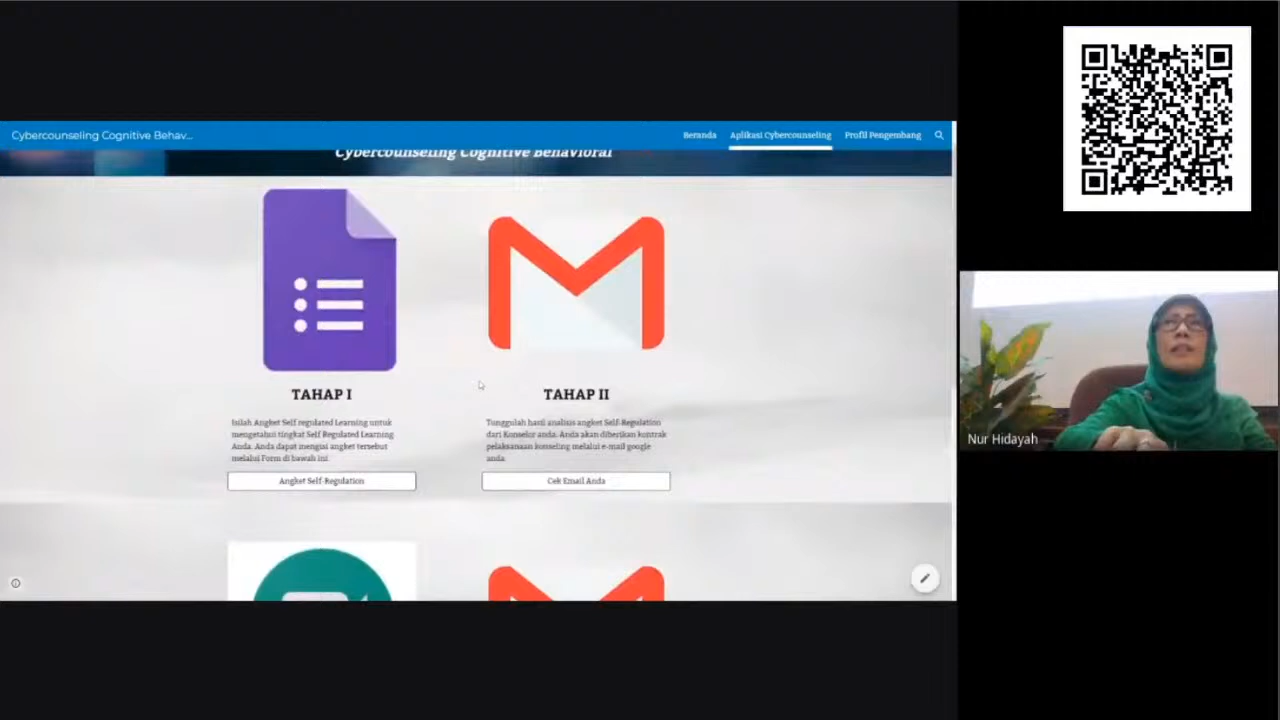 Cybercounseling Cognitive Behav...
Beranda
Aplikasi Cybercounseling
Profil Pengembang
Cybercounseling Cognitive Behavioral
TAHAP I
Isilah Angket Self regulated Learning untuk
mengetahui tingkat Self Regulated Learning
Anda. Anda dapat mengisi angket tersebut
melalui Form di bawah ini.
Angket Self-Regulation
TAHAP II
Tunggulah hasil analisis angket Self-Regulation
dari Konselor anda. Anda akan diberikan kontrak
pelaksanaan konseling melalui e-mail google
anda.
Cek Email Anda
Nur Hidayah